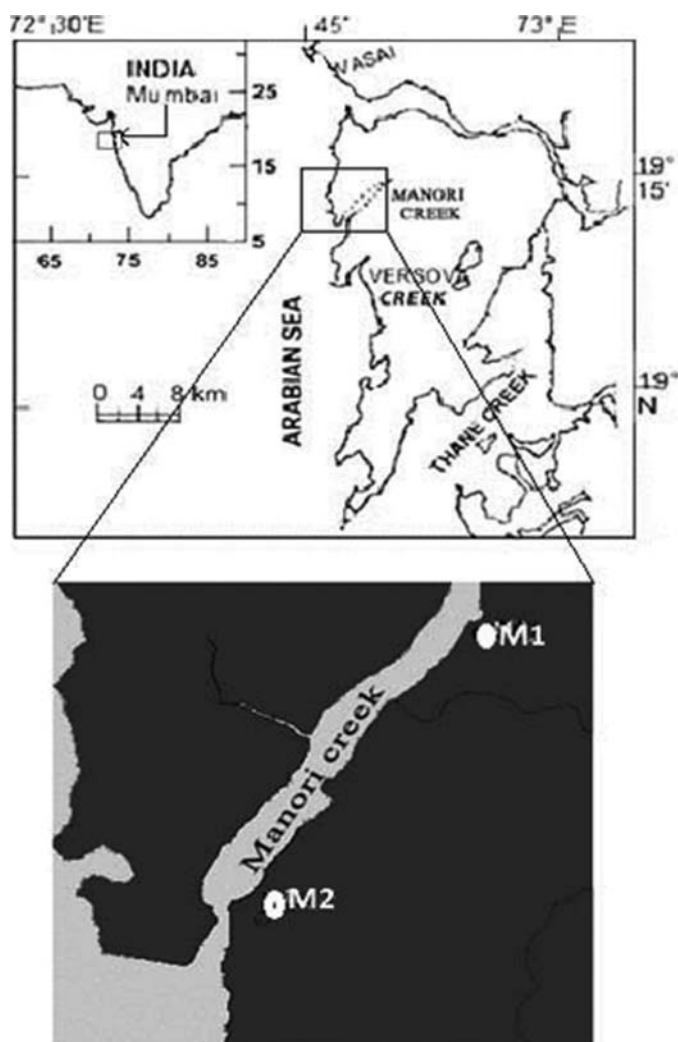 72°30'E
45'
73°E
INDIA
Mumbai
25
15
5
65
75
85
WASAI
19°
15'
MANORI
CREEK
VERSOVA
CREEK
ARABIAN SEA
0 4 8 km
19°
N
THANE CREEK
M1
Manori creek
M2